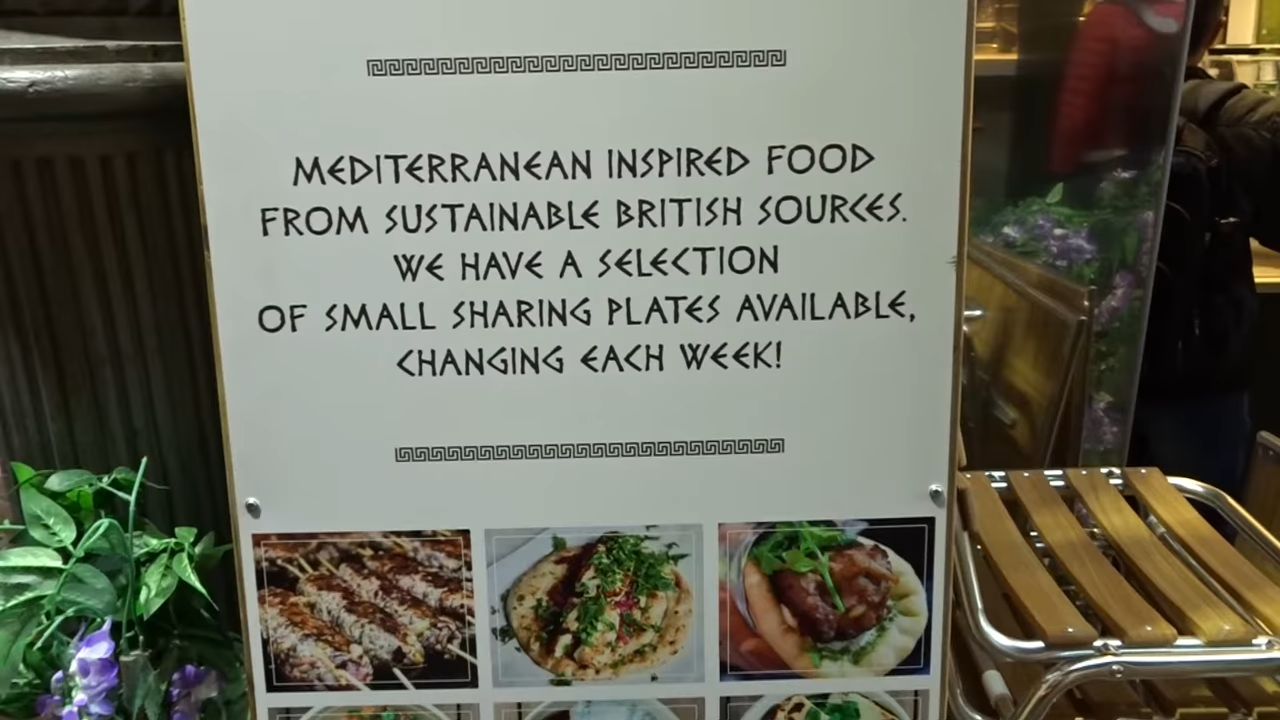 MEDITERRANEAN INSPIRED FOOD
FROM SUSTAINABLE BRITISH SOURCES.
WE HAVE A SELECTION
OF SMALL SHARING PLATES AVAILABLE,
CHANGING EACH WEEK!